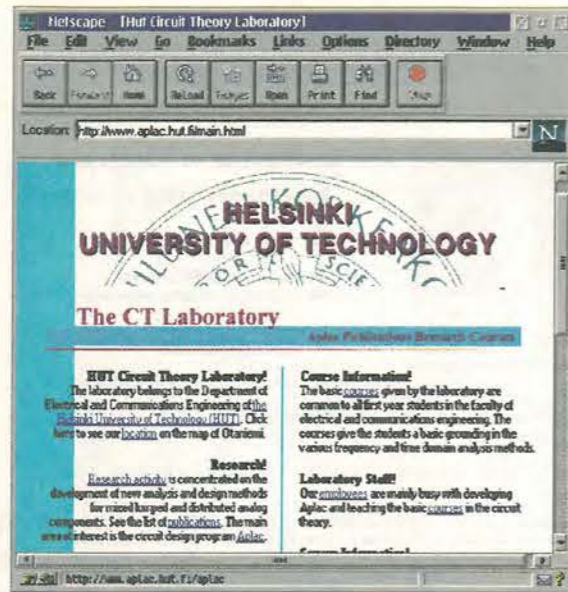 Netscape [Hut Circuit Theory Laboratory]
File Edit View Go Bookmarks Links Options Directory Window Help
Back Forward Home Reload Images Open Print Find Stop
Location: http://www.aplac.hut.fi/main.html
N
HELSINKI
UNIVERSITY OF TECHNOLOGY
The CT Laboratory
Aplac Publications Research Courses
HUT Circuit Theory Laboratory!
The laboratory belongs to the Department of
Electrical and Communications Engineering of the
Helsinki University of Technology (HUT). Click
here to see our location on the map of Otaniemi.
Research!
Research activity is concentrated on the
development of new analysis and design methods
for mixed lumped and distributed analog
components. See the list of publications. The main
area of interest is the circuit design program Aplac.
Course Information!
The basic courses given by the laboratory are
common to all first year students in the faculty of
electrical and communications engineering. The
courses give the students a basic grounding in the
various frequency and time domain analysis methods.
Laboratory Staff!
Our employees are mainly busy with developing
Aplac and teaching the basic courses in the circuit
theory.
http://www.aplac.hut.fi/aplac